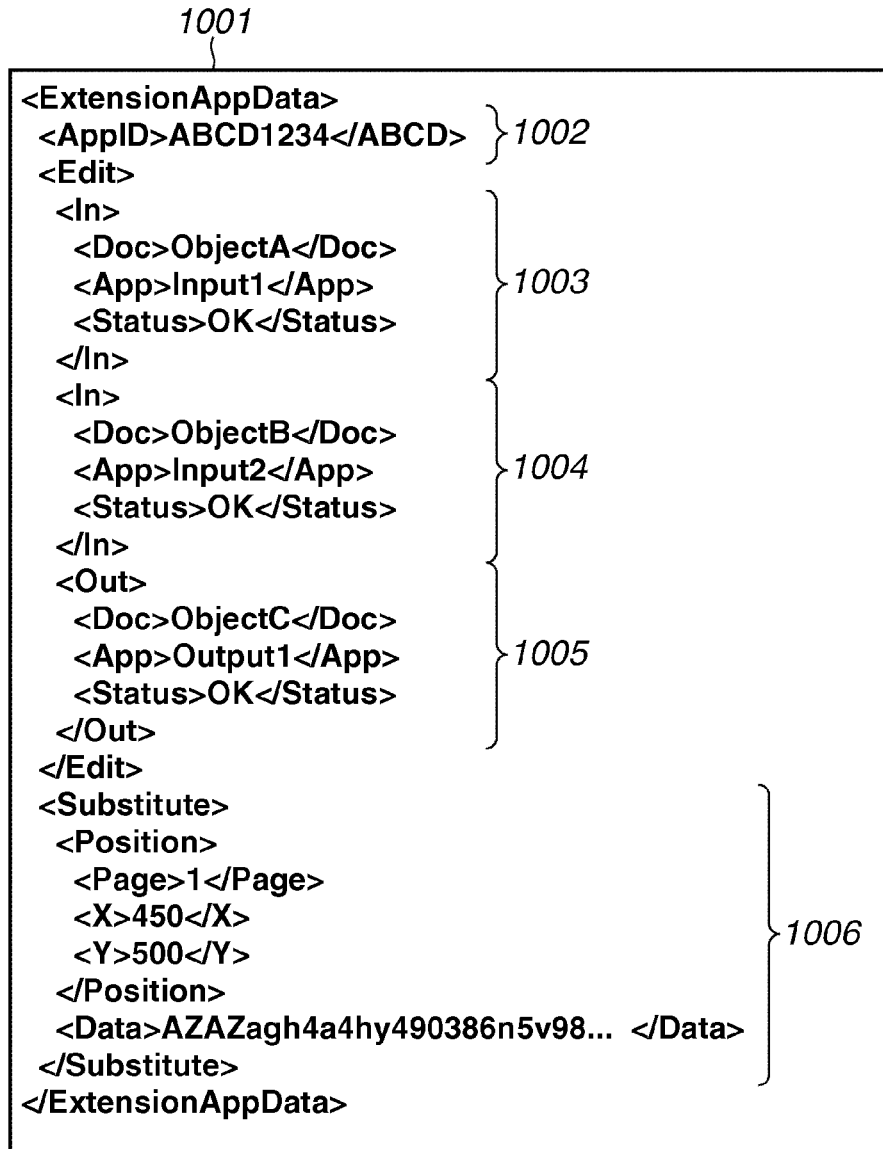 1001
<ExtensionAppData>
<AppID>ABCD1234</ABCD> 1002
<Edit>
<In>
<Doc>ObjectA</Doc>
<App>Input1</App> 1003
<Status>OK</Status>
</In>
<In>
<Doc>ObjectB</Doc>
<App>Input2</App> 1004
<Status>OK</Status>
</In>
<Out>
<Doc>ObjectC</Doc>
<App>Output1</App> 1005
<Status>OK</Status>
</Out>
</Edit>
<Substitute>
<Position>
<Page>1</Page>
<X>450</X>
<Y>500</Y> 1006
</Position>
<Data>AZAZagh4a4hy490386n5v98... </Data>
</Substitute>
</ExtensionAppData>